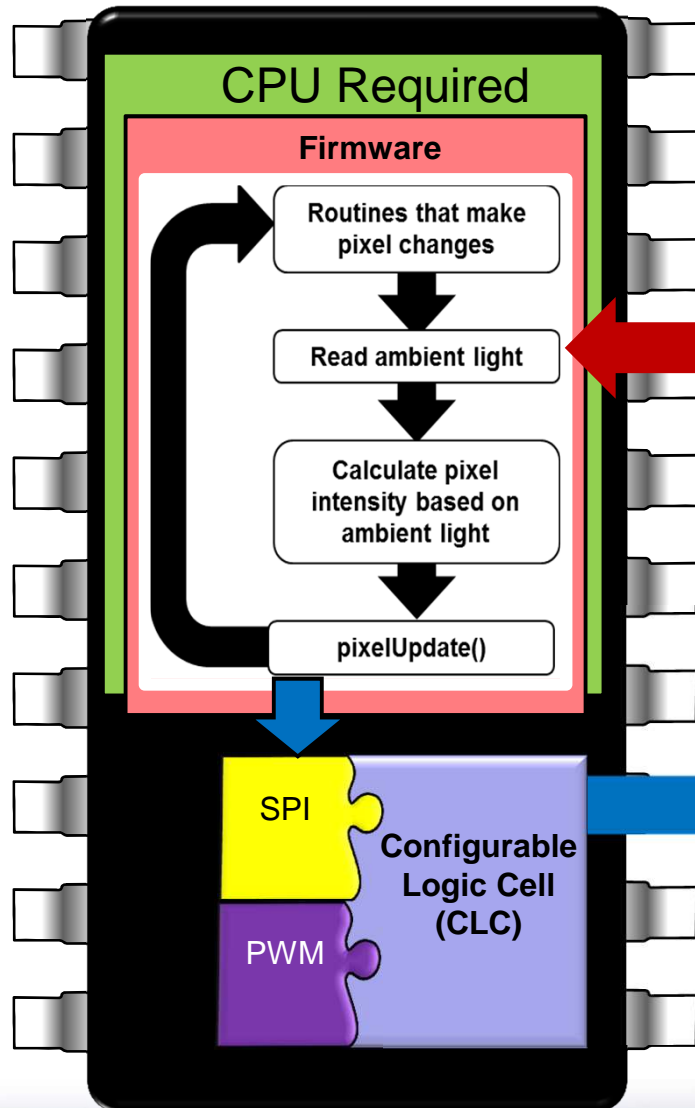 CPU Required
Firmware
Routines that make
pixel changes
Read ambient light
Calculate pixel
intensity based on
ambient light
pixelUpdate()
SPI
Configurable
Logic Cell
(CLC)
PWM